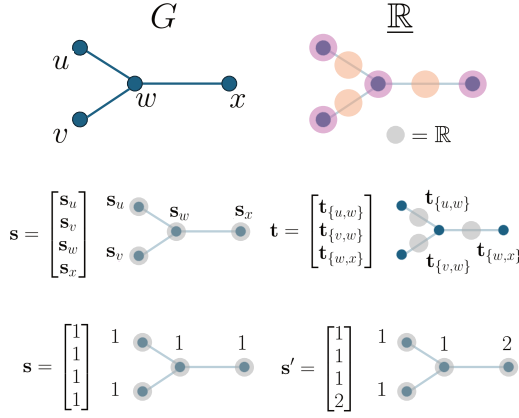 G ℝ
u
w x
v
= ℝ
s = [s_u s_v s_w s_x] s_u s_w s_x s_v
t = [t_{u,w} t_{v,w} t_{w,x}] t_{u,w} t_{v,w} t_{w,x}
s = [1 1 1 1] 1 1 1 1
s′ = [1 1 1 2] 1 1 2 1